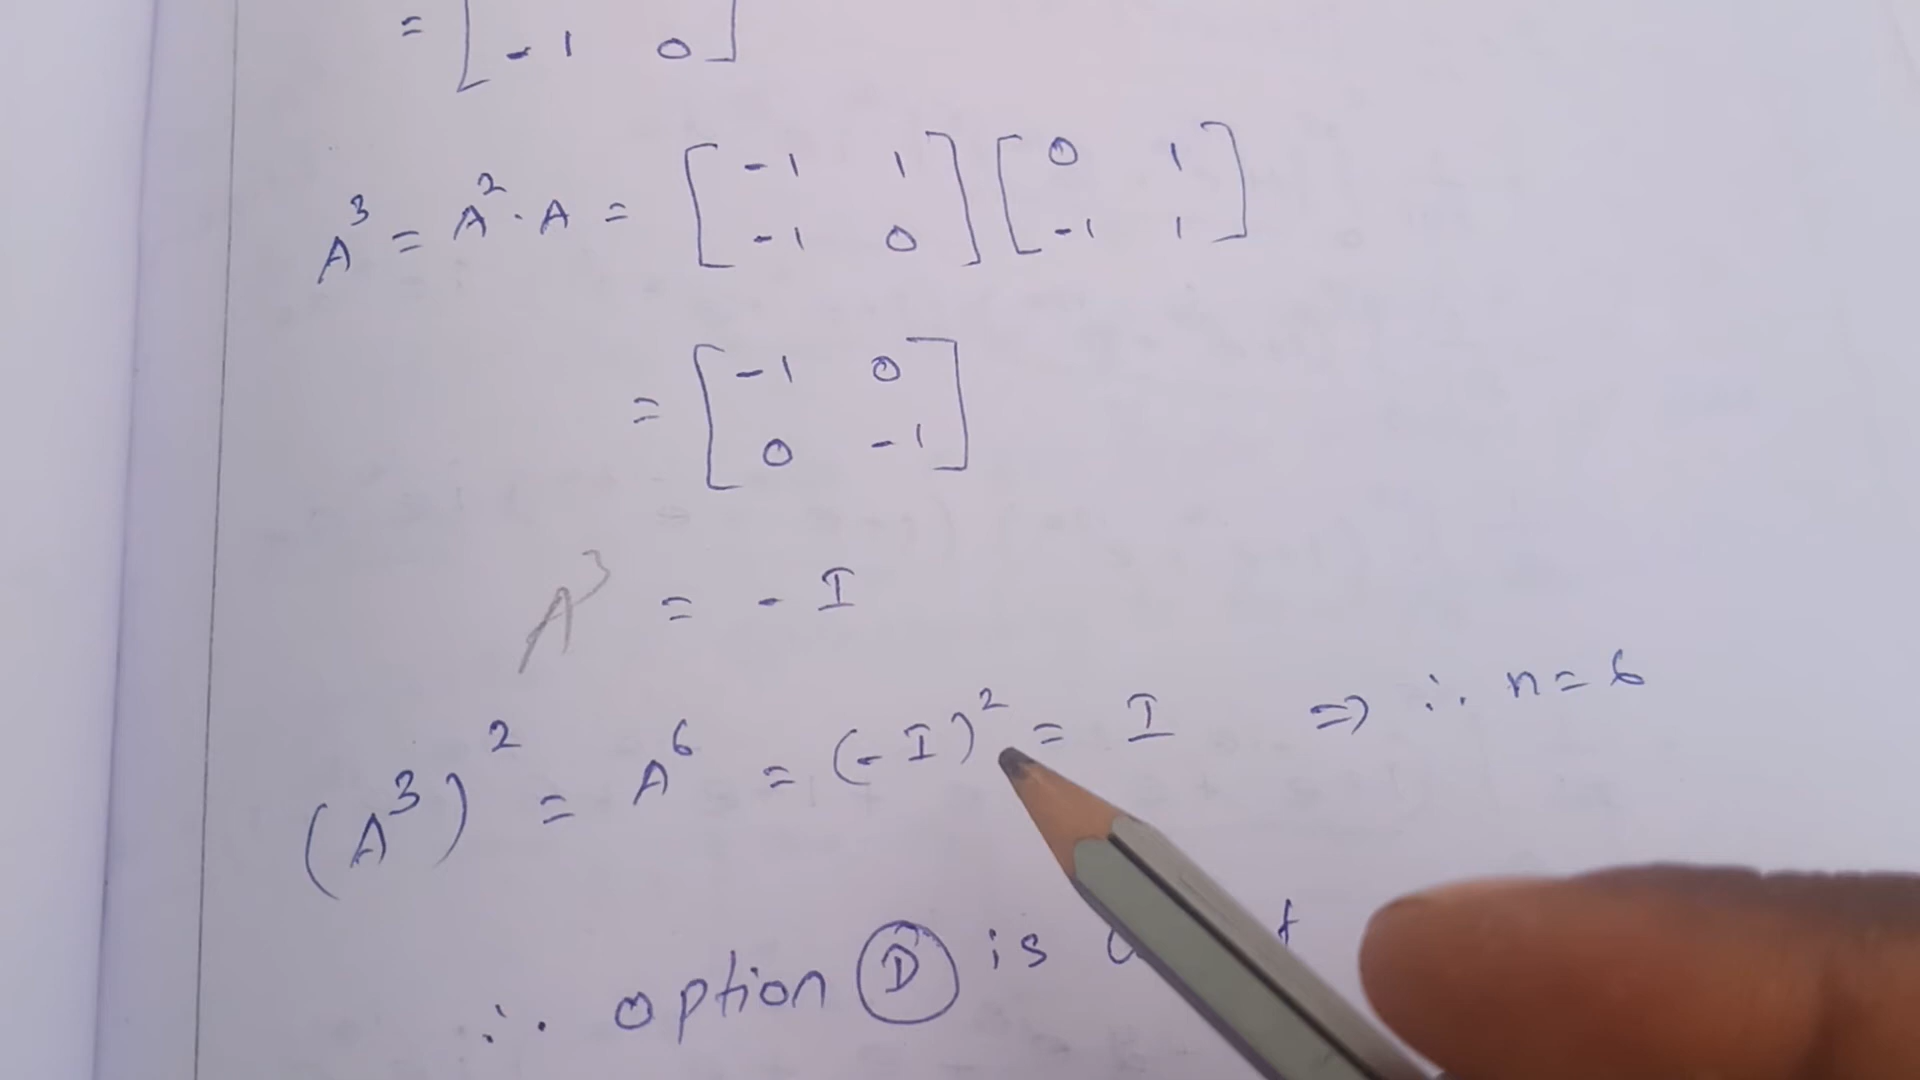 = [ -1 0 ]
A³ = A² · A = [ -1 1 ] [ 0 1 ]
[ -1 0 ] [ -1 1 ]
= [ -1 0 ]
[ 0 -1 ]
A³ = - I
(A³)² = A⁶ = (- I)² = I ⇒ ∴ n = 6
∴ option D is